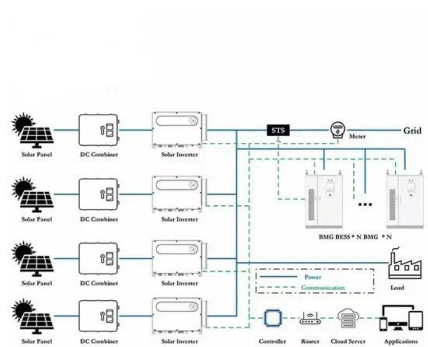 STS
Meter
Grid
Solar Panel
DC Combiner
Solar Inverter
Solar Panel
DC Combiner
Solar Inverter
BMG BESS * N BMG * N
Solar Panel
DC Combiner
Solar Inverter
Power
Communication
Load
Solar Panel
DC Combiner
Solar Inverter
Controller
Router
Cloud Server
Applications